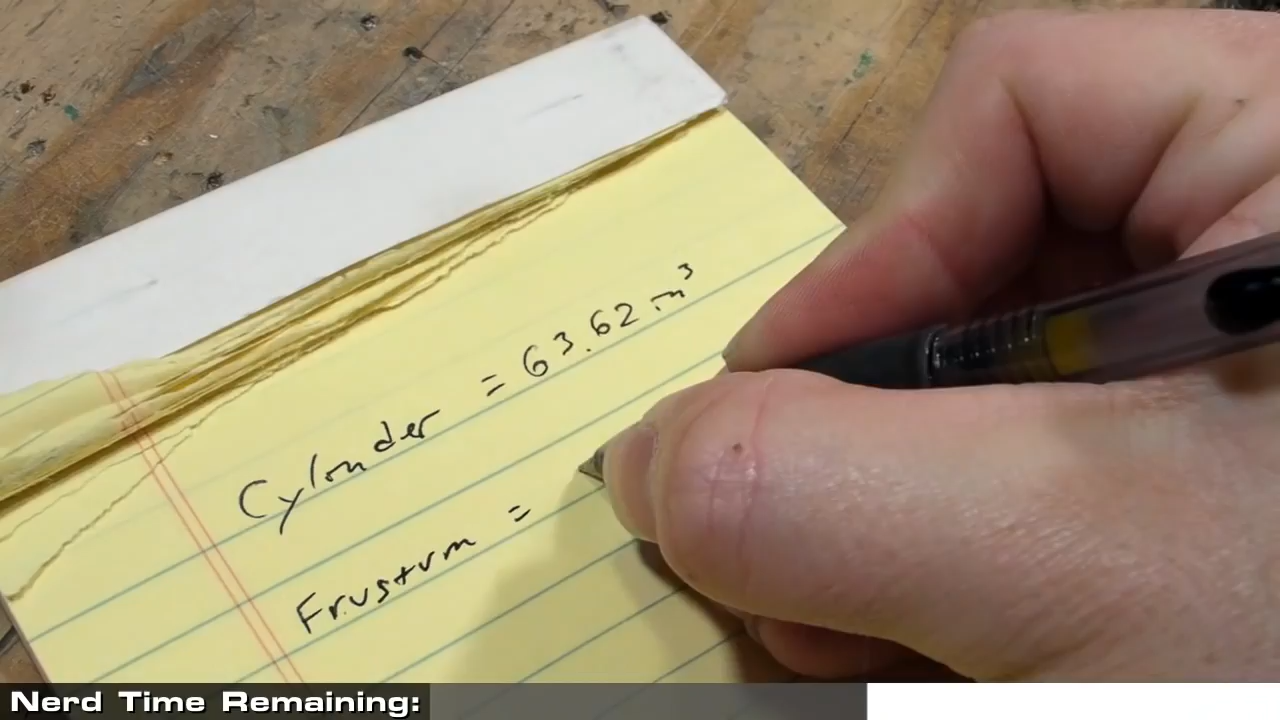 Cylinder = 63.62 m³
Frustum =
Nerd Time Remaining: